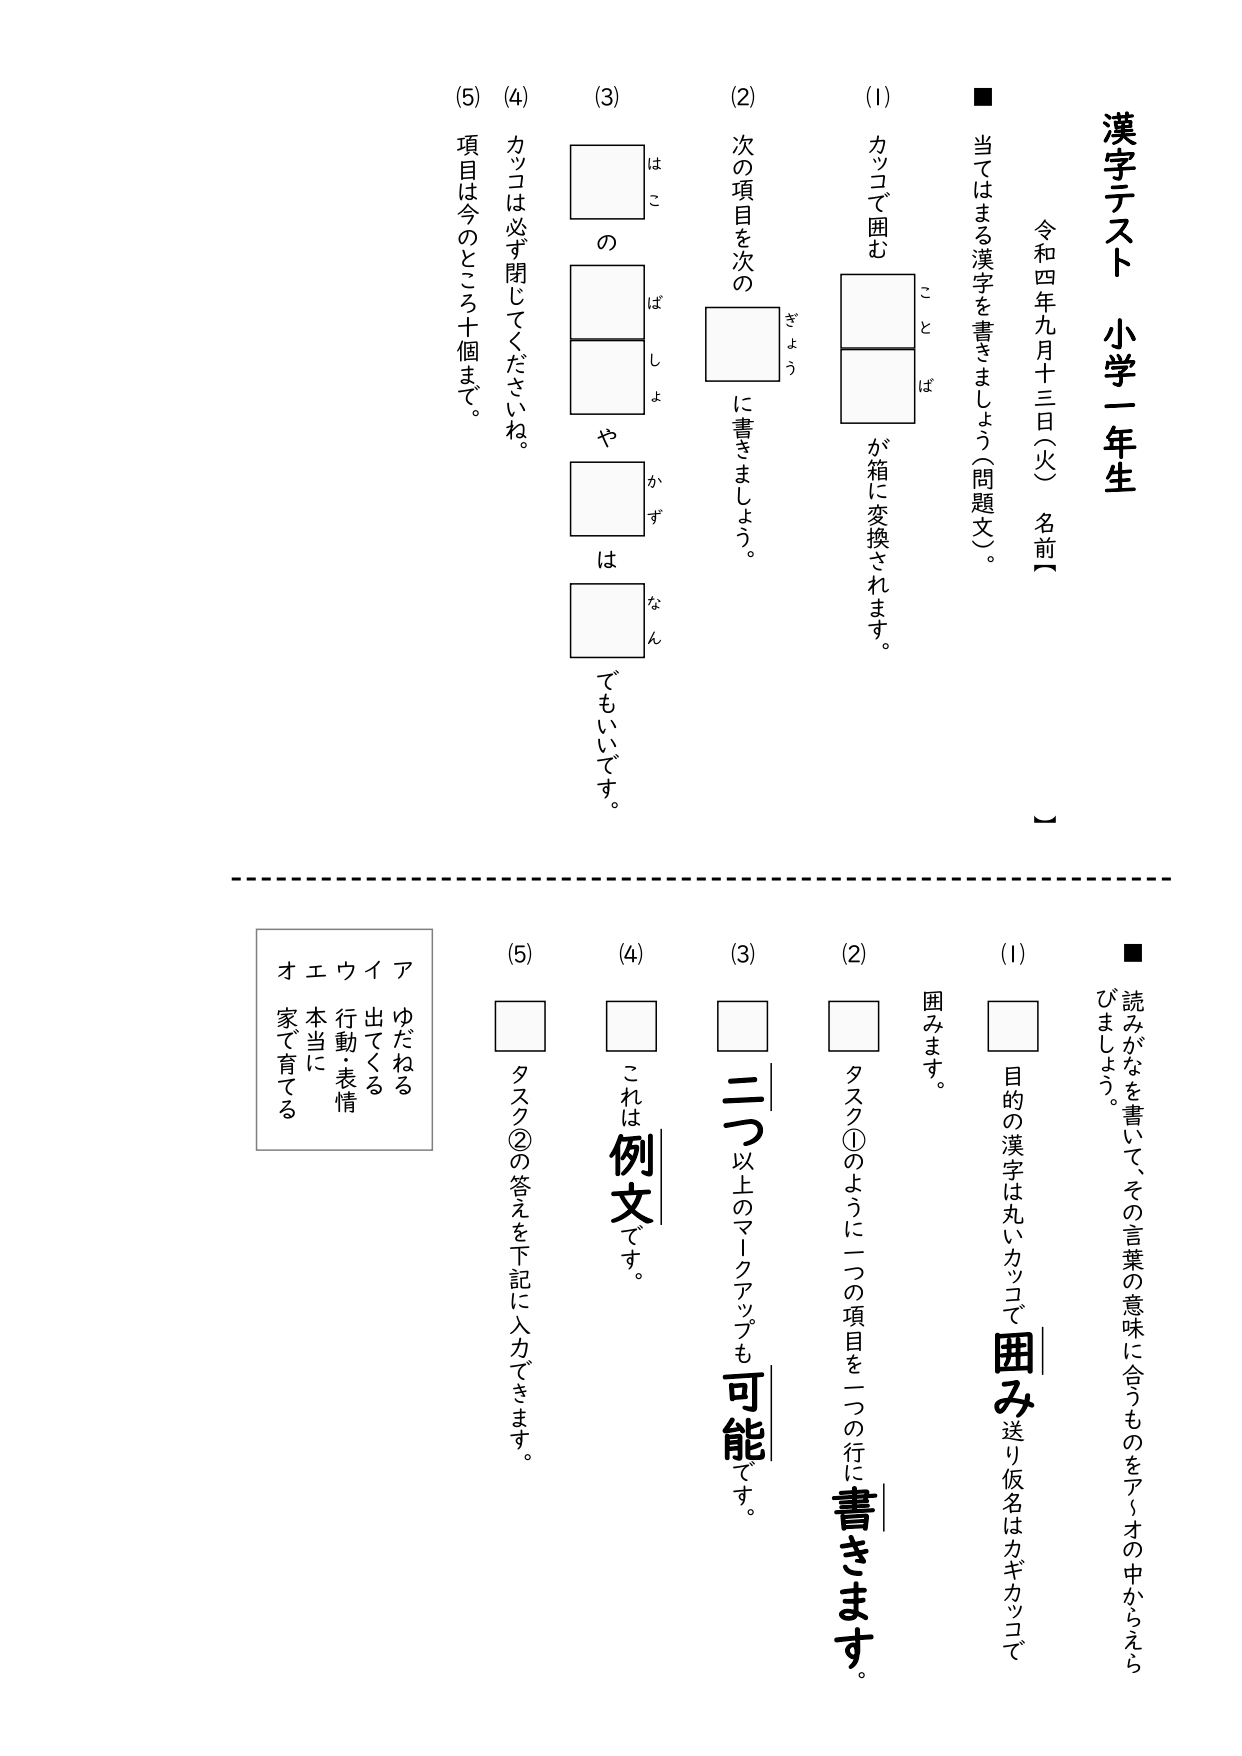 漢字テスト　小学一年生
令和四年九月十三日（火）　名前【　　　】
■　当てはまる漢字を書きましょう（問題文）。
(1)　カッコで囲む□□が箱に変換されます。
ことば
(2)　次の項目を次の□に書きましょう。
ぎょう
(3)　□の□□や□は□でもいいです。
はこ　ばしょ　かず　なん
(4)　カッコは必ず閉じてくださいね。
(5)　項目は今のところ十個まで。
■　読みがなを書いて、その言葉の意味に合うものをア～オの中からえら
びましょう。
(1)　□　目的の漢字は丸いカッコで囲み送り仮名はカギカッコで
囲みます。
(2)　□　タスク①のように一つの項目を一つの行に書きます。
(3)　□　二つ以上のマークアップも可能です。
(4)　□　これは例文です。
(5)　□　タスク②の答えを下記に入力できます。
ア　ゆだねる
イ　出てくる
ウ　行動・表情
エ　本当に
オ　家で育てる